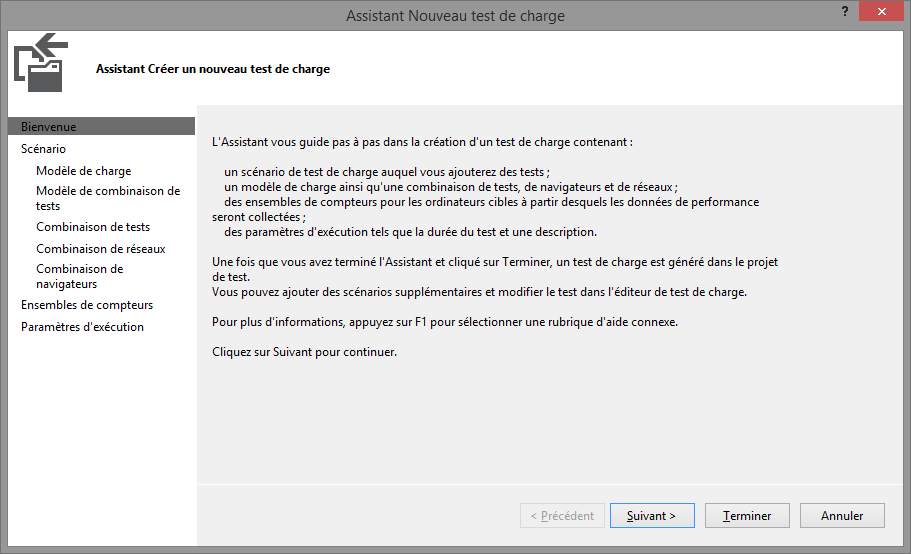 Assistant Nouveau test de charge
?
Assistant Créer un nouveau test de charge
Bienvenue
Scénario
Modèle de charge
Modèle de combinaison de
tests
Combinaison de tests
Combinaison de réseaux
Combinaison de
navigateurs
Ensembles de compteurs
Paramètres d'exécution
L'Assistant vous guide pas à pas dans la création d'un test de charge contenant :
un scénario de test de charge auquel vous ajouterez des tests ;
un modèle de charge ainsi qu'une combinaison de tests, de navigateurs et de réseaux ;
des ensembles de compteurs pour les ordinateurs cibles à partir desquels les données de performance
seront collectées ;
des paramètres d'exécution tels que la durée du test et une description.
Une fois que vous avez terminé l'Assistant et cliqué sur Terminer, un test de charge est généré dans le projet
de test.
Vous pouvez ajouter des scénarios supplémentaires et modifier le test dans l'éditeur de test de charge.
Pour plus d'informations, appuyez sur F1 pour sélectionner une rubrique d'aide connexe.
Cliquez sur Suivant pour continuer.
< Précédent
Suivant >
Terminer
Annuler